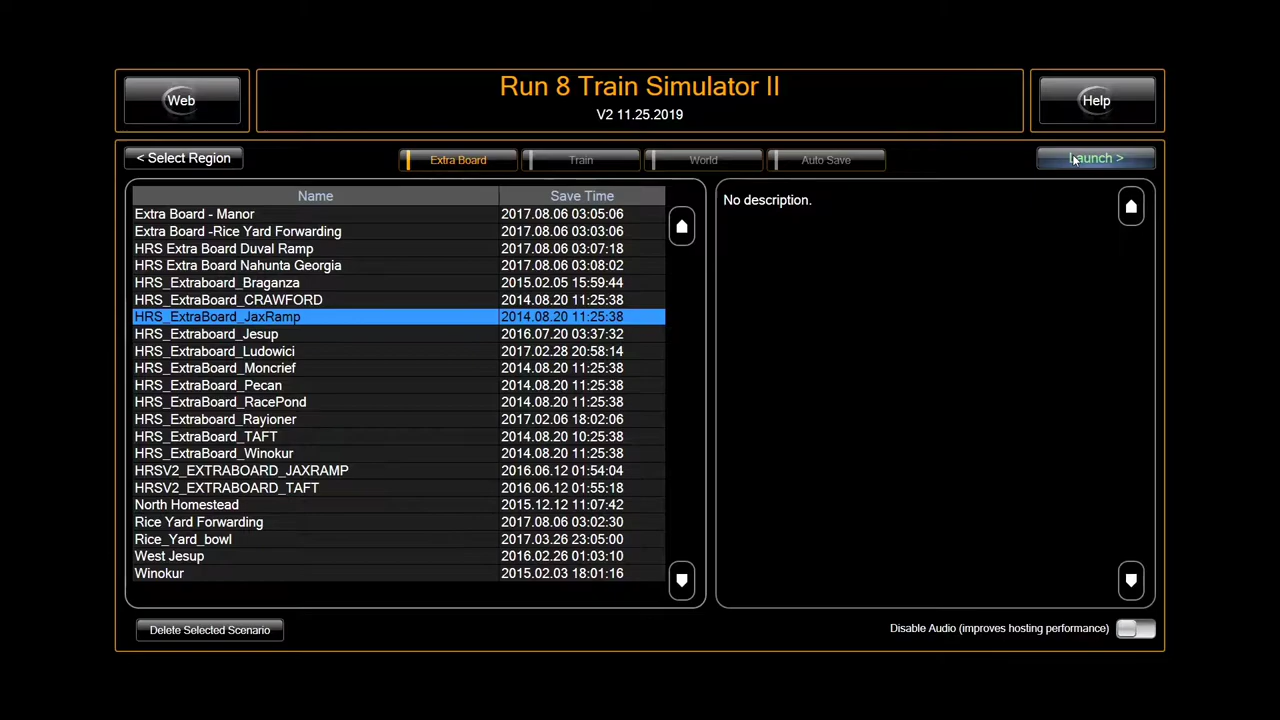 Web
Run 8 Train Simulator II
V2 11.25.2019
Help
< Select Region
Extra Board
Train
World
Auto Save
Launch >
Name Save Time
Extra Board - Manor 2017.08.06 03:05:06
Extra Board -Rice Yard Forwarding 2017.08.06 03:03:06
HRS Extra Board Duval Ramp 2017.08.06 03:07:18
HRS Extra Board Nahunta Georgia 2017.08.06 03:08:02
HRS_Extraboard_Braganza 2015.02.05 15:59:44
HRS_ExtraBoard_CRAWFORD 2014.08.20 11:25:38
HRS_ExtraBoard_JaxRamp 2014.08.20 11:25:38
HRS_Extraboard_Jesup 2016.07.20 03:37:32
HRS_Extraboard_Ludowici 2017.02.28 20:58:14
HRS_ExtraBoard_Moncrief 2014.08.20 11:25:38
HRS_ExtraBoard_Pecan 2014.08.20 11:25:38
HRS_ExtraBoard_RacePond 2014.08.20 11:25:38
HRS_Extraboard_Rayioner 2017.02.06 18:02:06
HRS_ExtraBoard_TAFT 2014.08.20 10:25:38
HRS_ExtraBoard_Winokur 2014.08.20 11:25:38
HRSV2_EXTRABOARD_JAXRAMP 2016.06.12 01:54:04
HRSV2_EXTRABOARD_TAFT 2016.06.12 01:55:18
North Homestead 2015.12.12 11:07:42
Rice Yard Forwarding 2017.08.06 03:02:30
Rice_Yard_bowl 2017.03.26 23:05:00
West Jesup 2016.02.26 01:03:10
Winokur 2015.02.03 18:01:16
No description.
Delete Selected Scenario
Disable Audio (improves hosting performance)